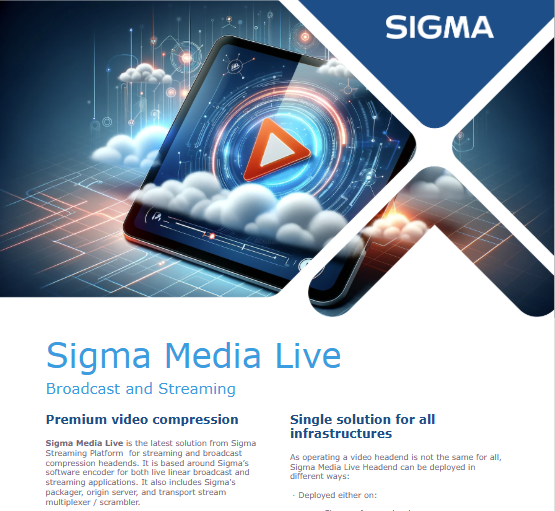 SIGMA
Sigma Media Live
Broadcast and Streaming
Premium video compression
Sigma Media Live is the latest solution from Sigma
Streaming Platform for streaming and broadcast
compression headends. It is based around Sigma's
software encoder for both live linear broadcast and
streaming applications. It also includes Sigma's
packager, origin server, and transport stream
multiplexer / scrambler.
Single solution for all
infrastructures
As operating a video headend is not the same for all,
Sigma Media Live Headend can be deployed in
different ways:
- Deployed either on: